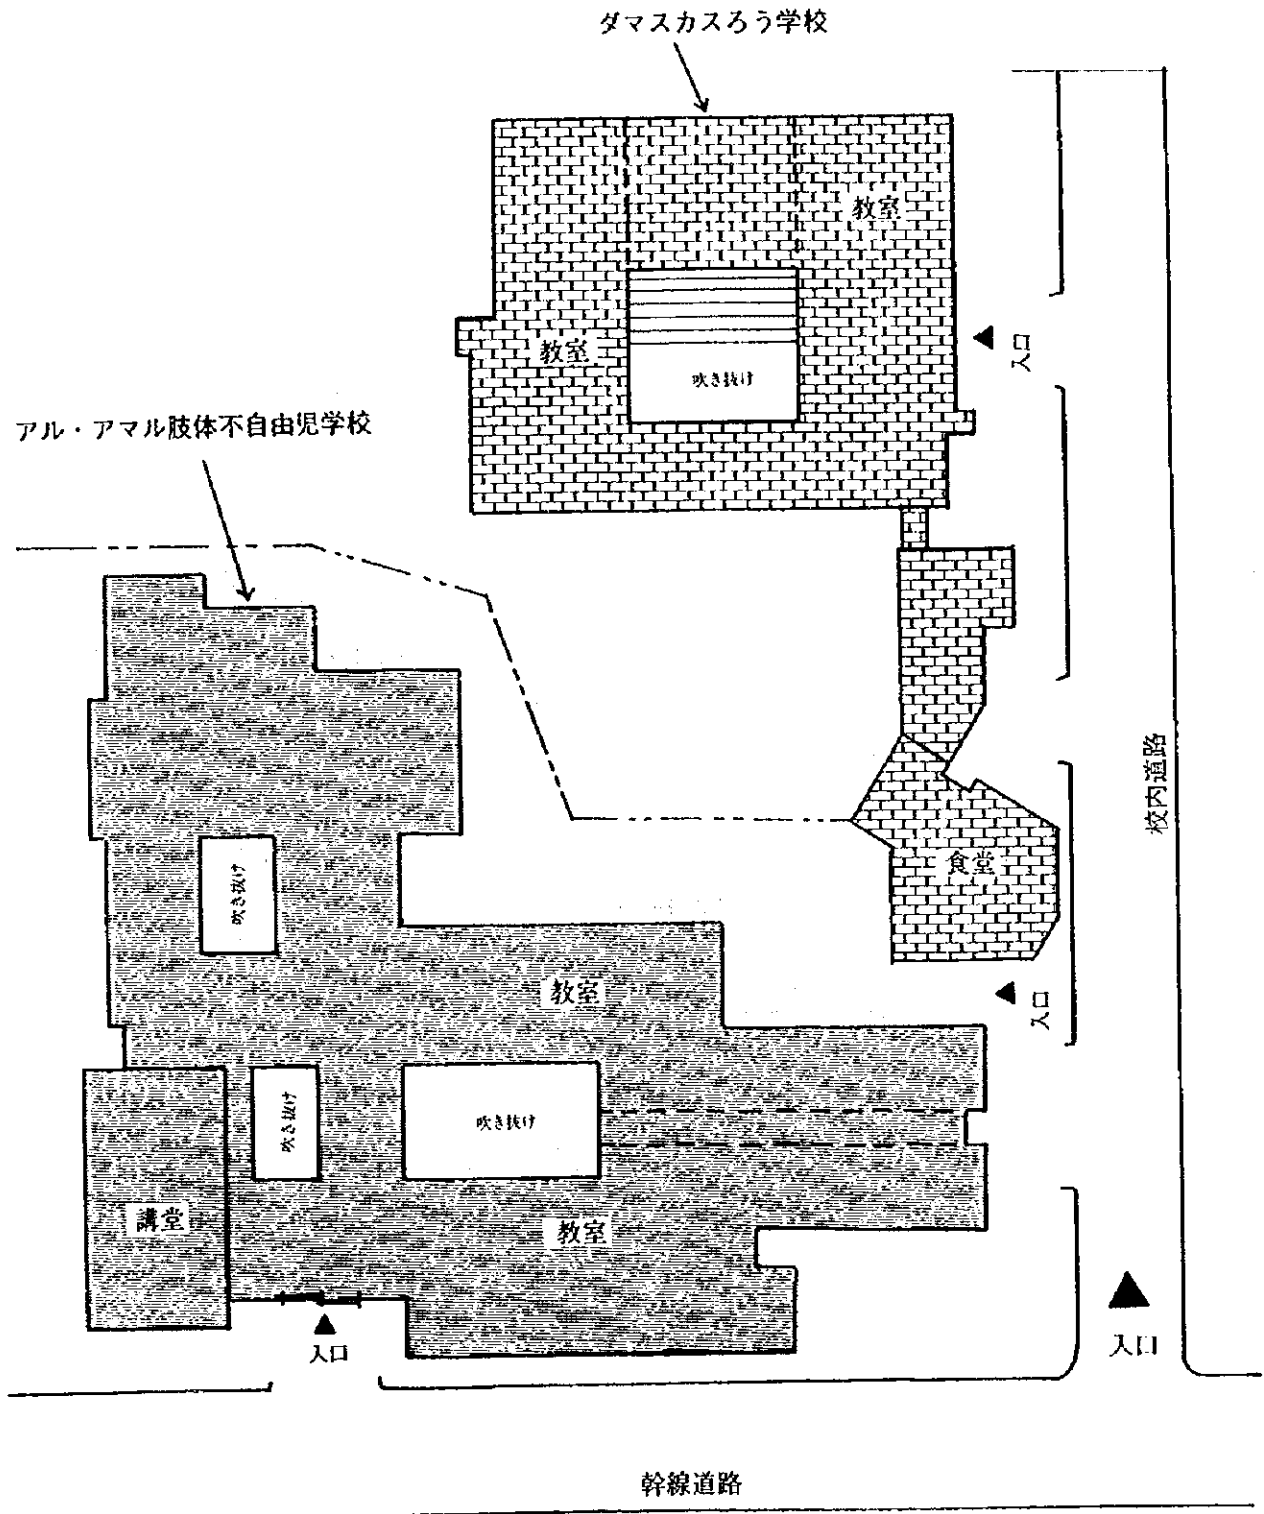 ダマスカスろう学校
教室
教室
吹き抜け
入口
アル・アマル肢体不自由児学校
校内道路
食堂
吹き抜け
教室
入口
吹き抜け
吹き抜け
講堂
教室
入口
入口
幹線道路